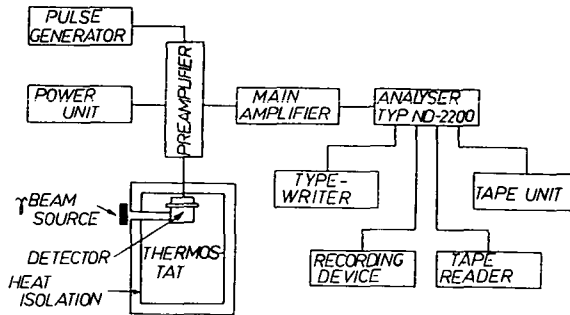 PULSE
GENERATOR
POWER
UNIT
PREAMPLIFIER
MAIN
AMPLIFIER
ANALYSER
TYP ND-2200
TYPE-
WRITER
TAPE UNIT
RECORDING
DEVICE
TAPE
READER
γ BEAM
SOURCE
DETECTOR
HEAT
ISOLATION
THERMOS-
TAT